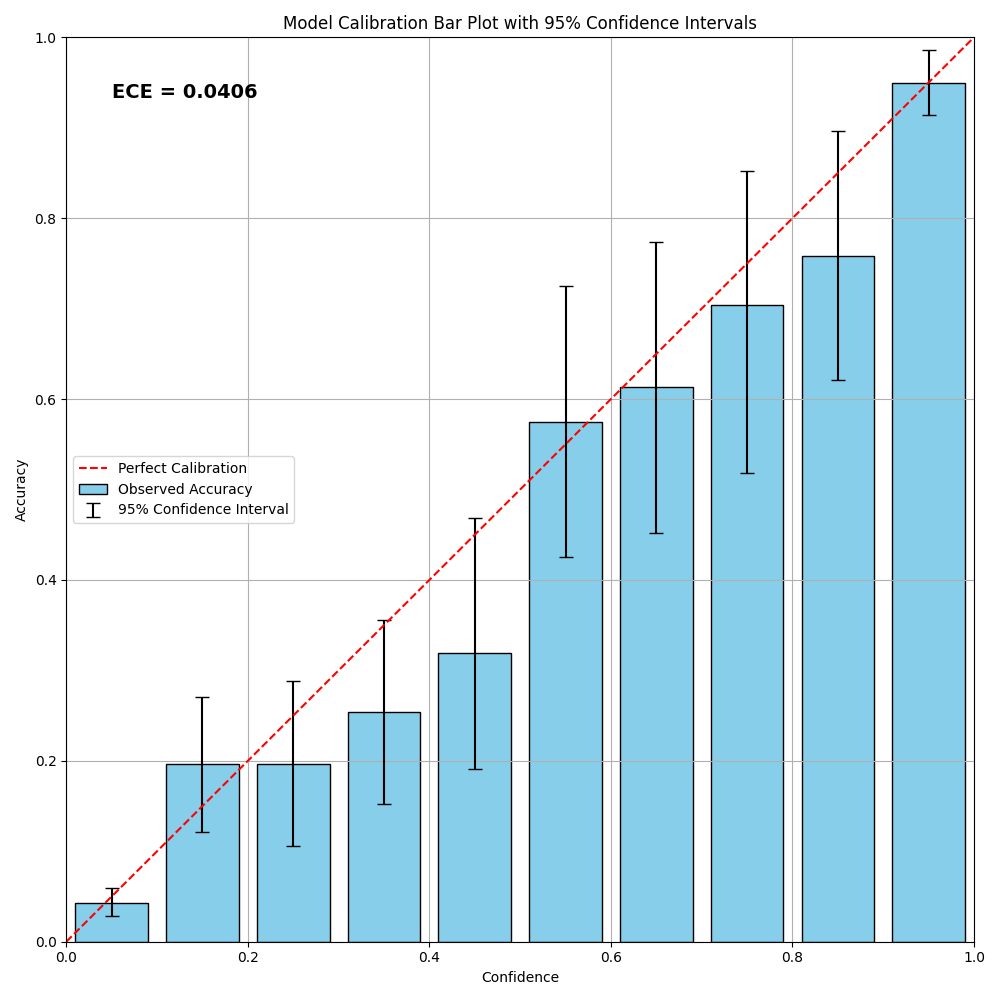 Model Calibration Bar Plot with 95% Confidence Intervals
ECE = 0.0406
1.0
0.8
0.6
0.4
0.2
0.0
Accuracy
Perfect Calibration
Observed Accuracy
95% Confidence Interval
0.0 0.2 0.4 0.6 0.8 1.0
Confidence